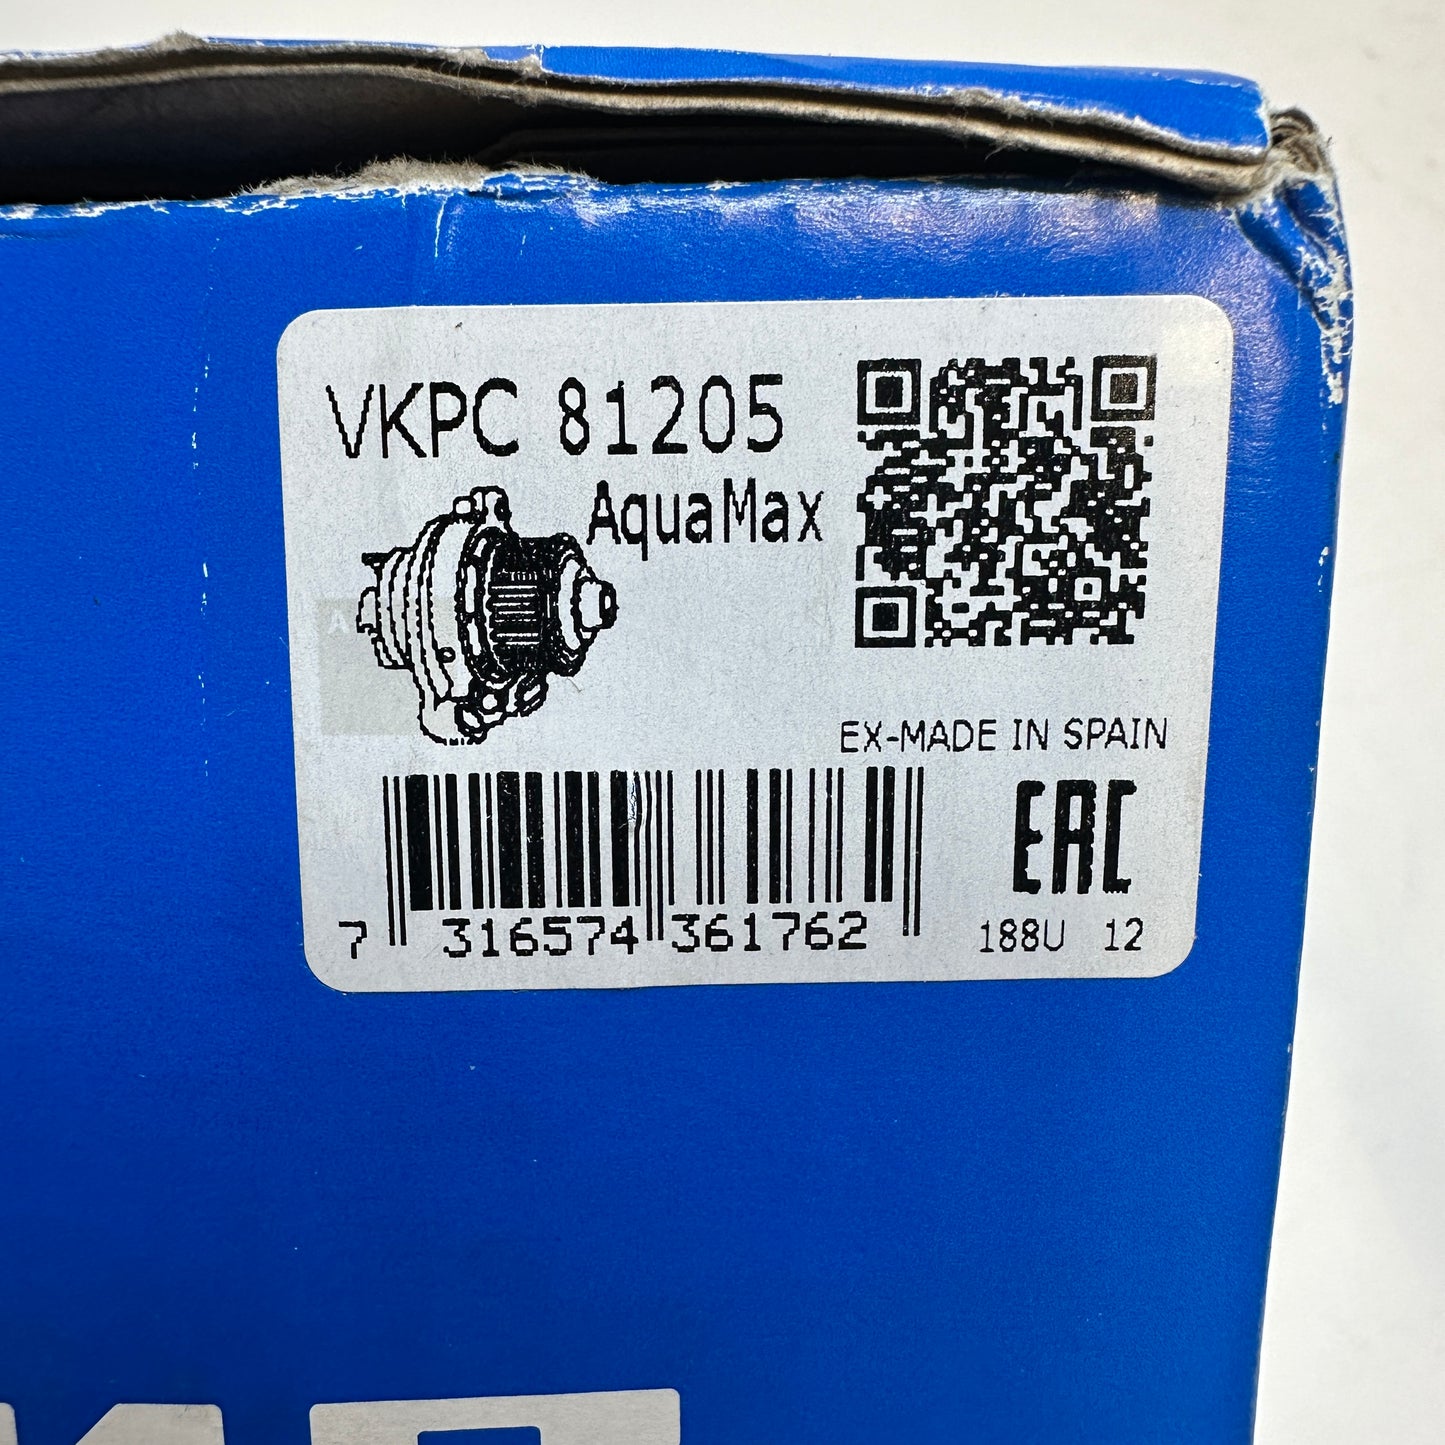 VKPC 81205
AquaMax
A
EX-MADE IN SPAIN
EAC
7 316574 361762
188U 12